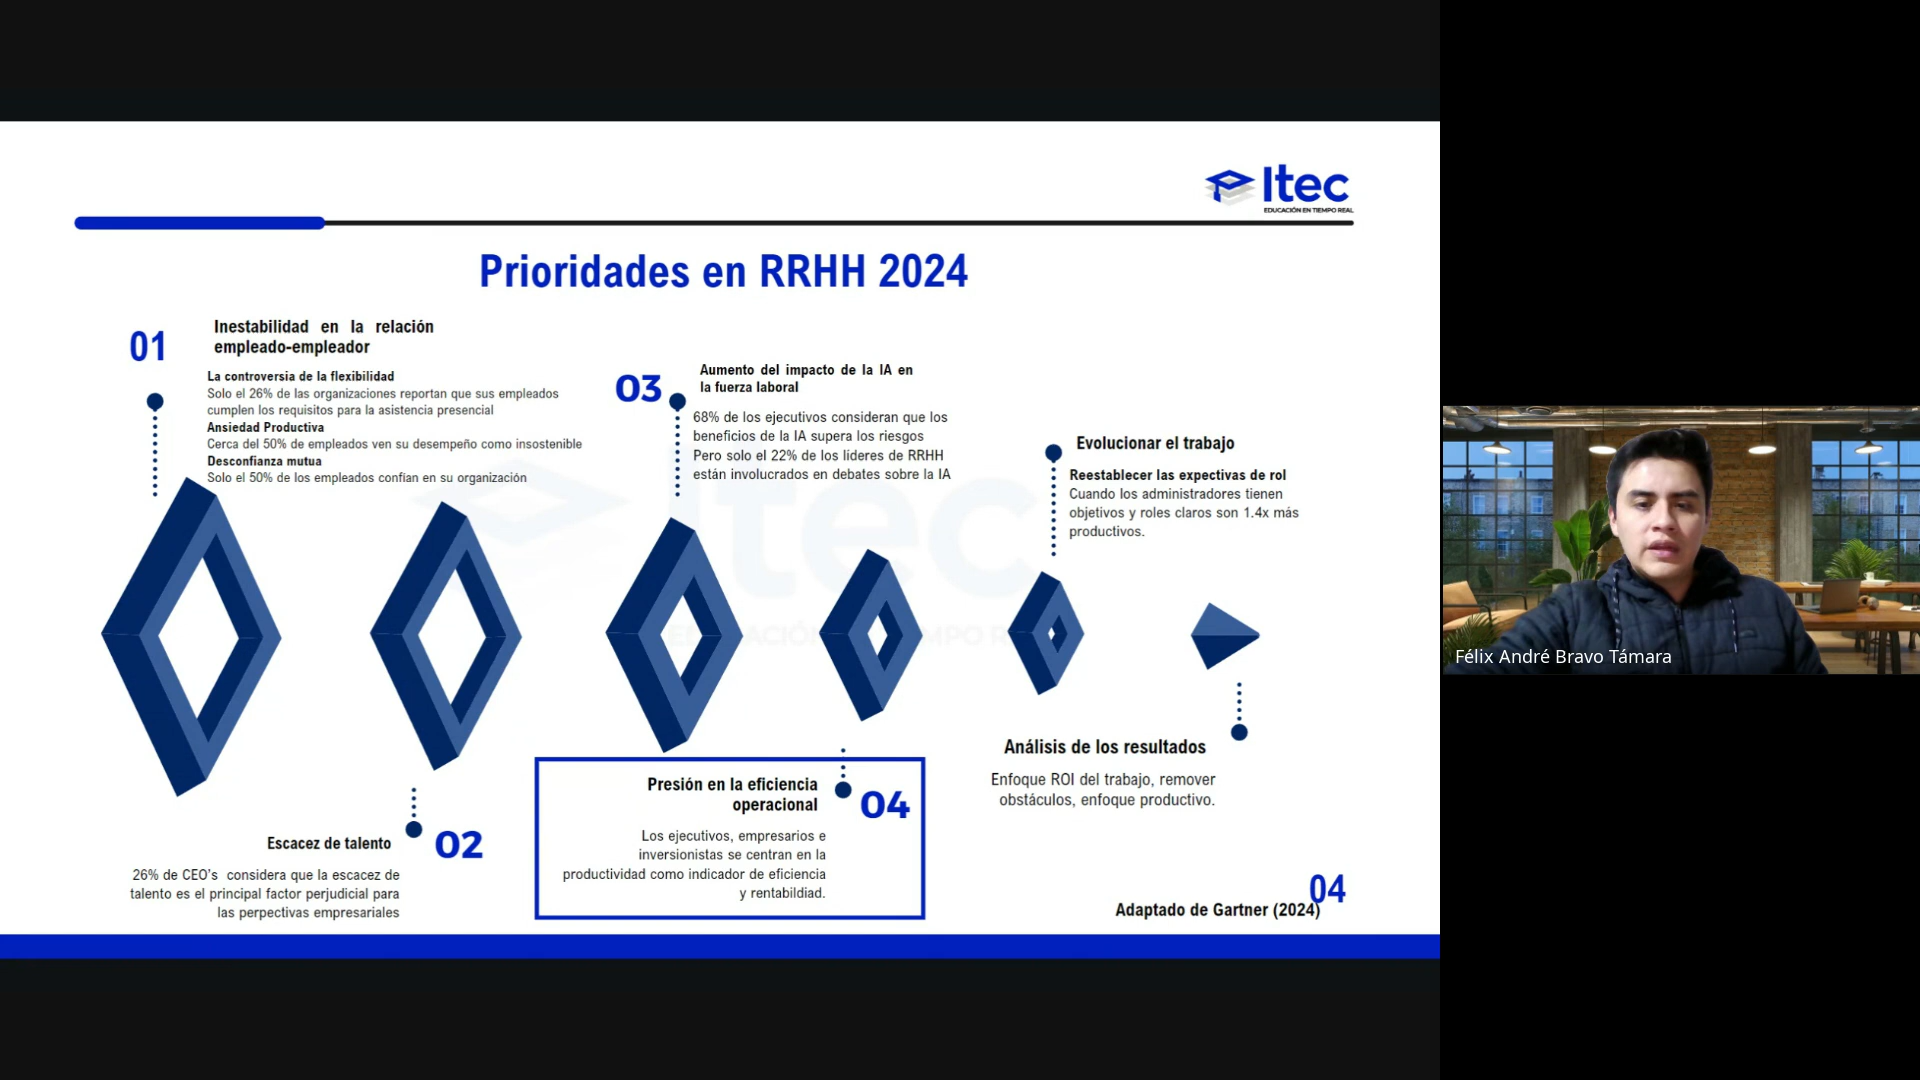 Itec
EDUCACIÓN EN TIEMPO REAL
Prioridades en RRHH 2024
01
Inestabilidad en la relación
empleado-empleador
La controversia de la flexibilidad
Solo el 26% de las organizaciones reportan que sus empleados
cumplen los requisitos para la asistencia presencial
Ansiedad Productiva
Cerca del 50% de empleados ven su desempeño como insostenible
Desconfianza mutua
Solo el 50% de los empleados confían en su organización
03
Aumento del impacto de la IA en
la fuerza laboral
68% de los ejecutivos consideran que los
beneficios de la IA supera los riesgos
Pero solo el 22% de los líderes de RRHH
están involucrados en debates sobre la IA
Evolucionar el trabajo
Reestablecer las expectivas de rol
Cuando los administradores tienen
objetivos y roles claros son 1.4x más
productivos.
Itec
Escacez de talento
02
26% de CEO's considera que la escacez de
talento es el principal factor perjudicial para
las perpectivas empresariales
Presión en la eficiencia
operacional
04
Los ejecutivos, empresarios e
inversionistas se centran en la
productividad como indicador de eficiencia
y rentabildiad.
Análisis de los resultados
Enfoque ROI del trabajo, remover
obstáculos, enfoque productivo.
04
Adaptado de Gartner (2024)
Félix André Bravo Támara